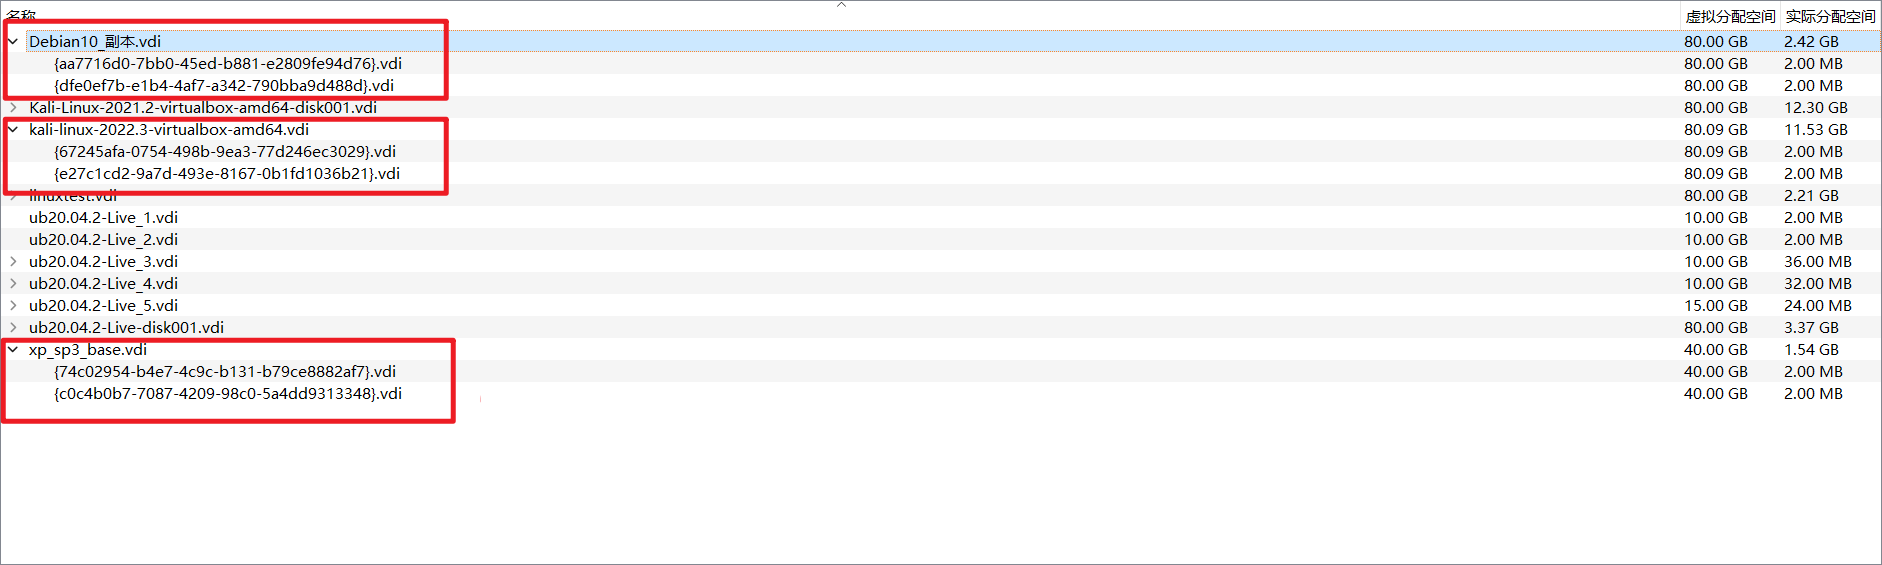 名称 虚拟分配空间 实际分配空间
Debian10_副本.vdi 80.00 GB 2.42 GB
{aa7716d0-7bb0-45ed-b881-e2809fe94d76}.vdi 80.00 GB 2.00 MB
{dfe0ef7b-e1b4-4af7-a342-790bba9d488d}.vdi 80.00 GB 2.00 MB
Kali-Linux-2021.2-virtualbox-amd64-disk001.vdi 80.00 GB 12.30 GB
kali-linux-2022.3-virtualbox-amd64.vdi 80.09 GB 11.53 GB
{67245afa-0754-498b-9ea3-77d246ec3029}.vdi 80.09 GB 2.00 MB
{e27c1cd2-9a7d-493e-8167-0b1fd1036b21}.vdi 80.09 GB 2.00 MB
linuxtest.vdi 80.00 GB 2.21 GB
ub20.04.2-Live_1.vdi 10.00 GB 2.00 MB
ub20.04.2-Live_2.vdi 10.00 GB 2.00 MB
ub20.04.2-Live_3.vdi 10.00 GB 36.00 MB
ub20.04.2-Live_4.vdi 10.00 GB 32.00 MB
ub20.04.2-Live_5.vdi 15.00 GB 24.00 MB
ub20.04.2-Live-disk001.vdi 80.00 GB 3.37 GB
xp_sp3_base.vdi 40.00 GB 1.54 GB
{74c02954-b4e7-4c9c-b131-b79ce8882af7}.vdi 40.00 GB 2.00 MB
{c0c4b0b7-7087-4209-98c0-5a4dd9313348}.vdi 40.00 GB 2.00 MB